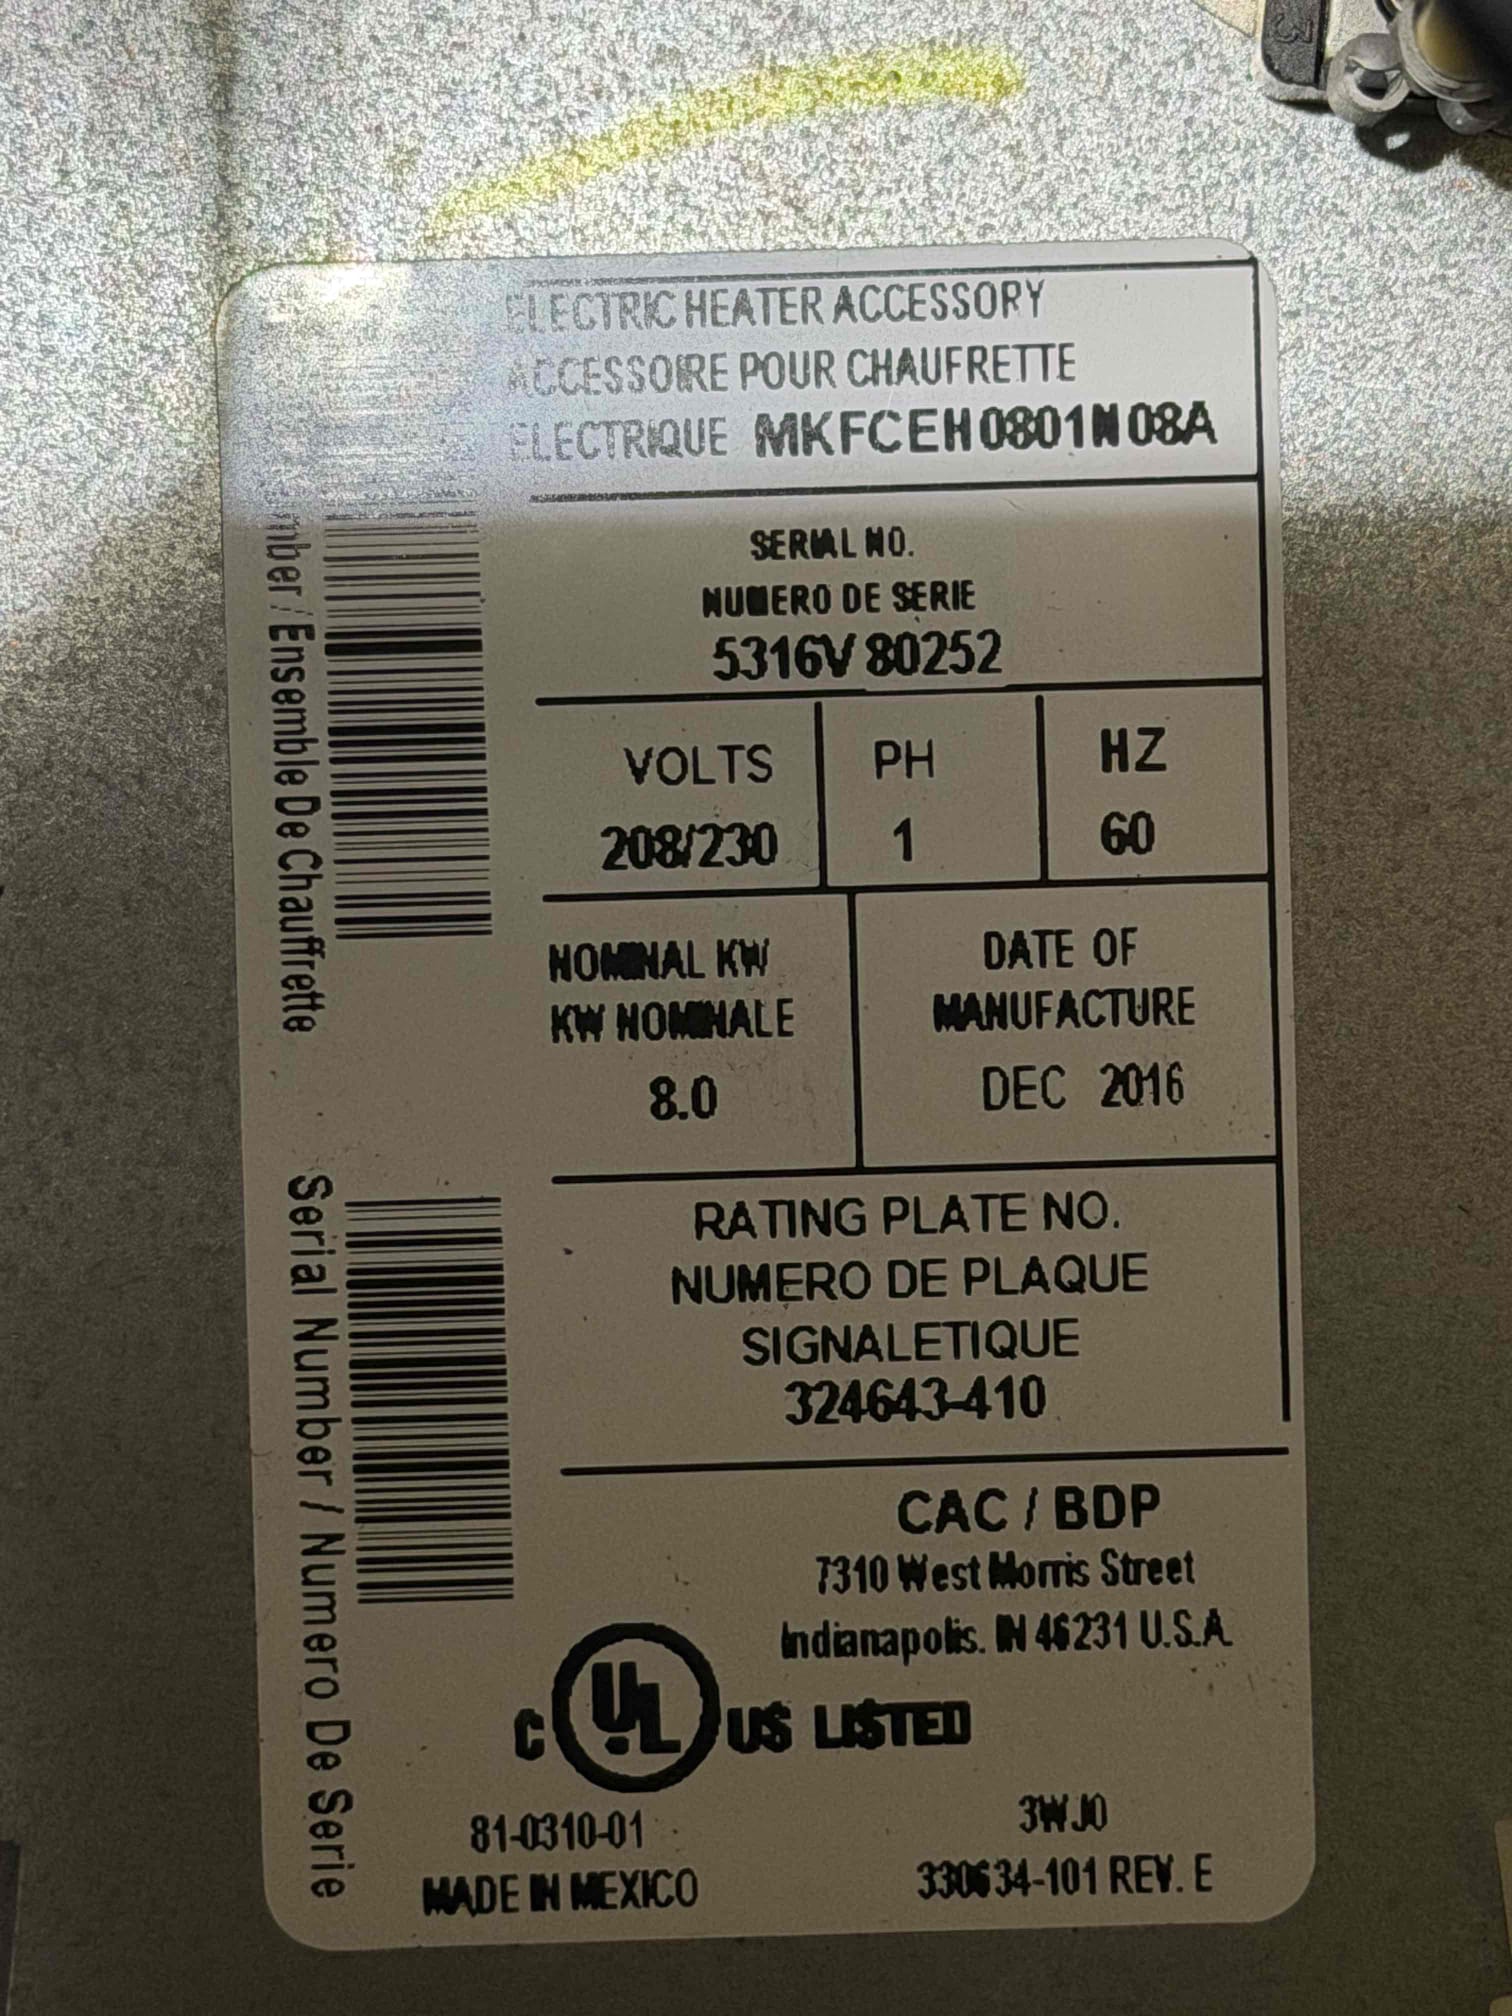 ELECTRIC HEATER ACCESSORY
ACCESSOIRE POUR CHAUFRETTE
ELECTRIQUE MKFCEH0801N08A
SERIAL NO.
NUMERO DE SERIE
5316V 80252
VOLTS PH HZ
208/230 1 60
NOMINAL KW
KW NOMINALE
8.0
DATE OF
MANUFACTURE
DEC 2016
RATING PLATE NO.
NUMERO DE PLAQUE
SIGNALETIQUE
324643-410
CAC / BDP
7310 West Morris Street
Indianapolis. IN 46231 U.S.A.
C UL US LISTED
81-0310-01
MADE IN MEXICO
3WJ0
330634-101 REV. E
/ Ensemble De Chauffrette
Serial Number / Numero De Serie
3